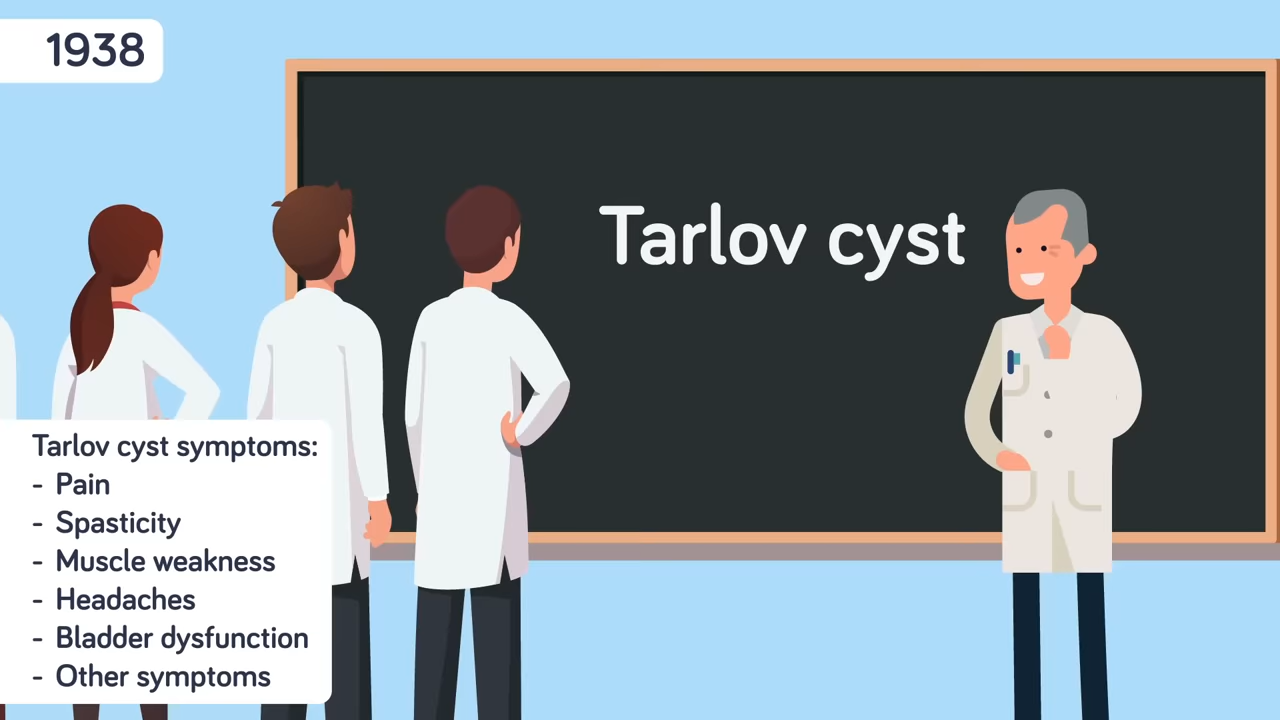 1938
Tarlov cyst
Tarlov cyst symptoms:
- Pain
- Spasticity
- Muscle weakness
- Headaches
- Bladder dysfunction
- Other symptoms